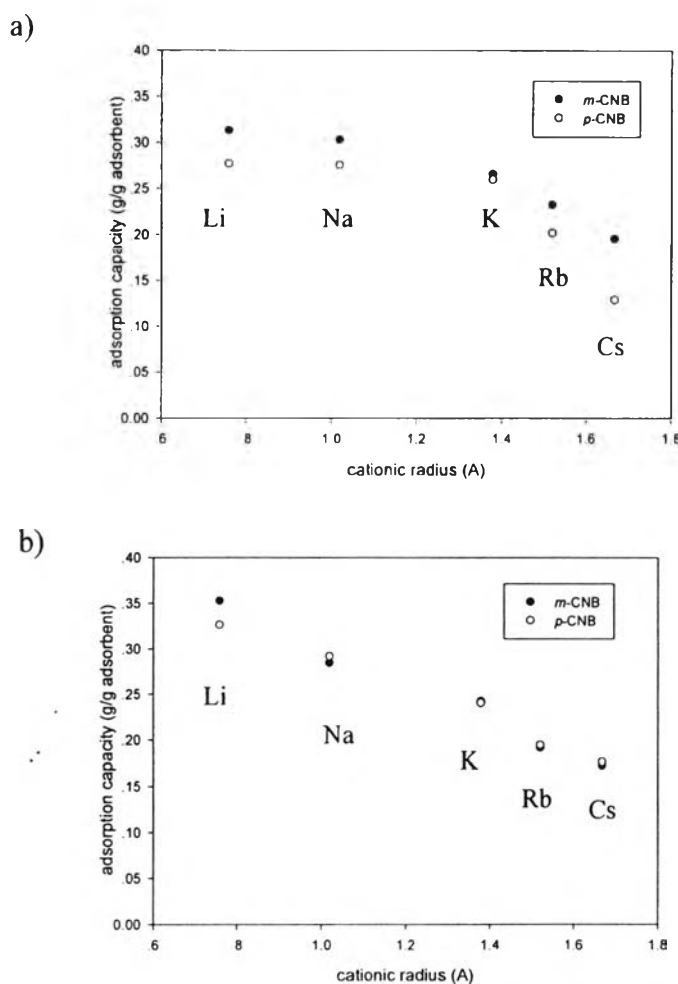 a)
adsorption capacity (g/g adsorbent)
.40
.35
.30
.25
.20
.15
.10
.05
0.00
m-CNB
p-CNB
Li
Na
K
Rb
Cs
.6
.8
1.0
1.2
1.4
1.6
1.8
cationic radius (A)
b)
adsorption capacity (g/g adsorbent)
.40
.35
.30
.25
.20
.15
.10
.05
0.00
m-CNB
p-CNB
Li
Na
K
Rb
Cs
.6
.8
1.0
1.2
1.4
1.6
1.8
cationic radius (A)